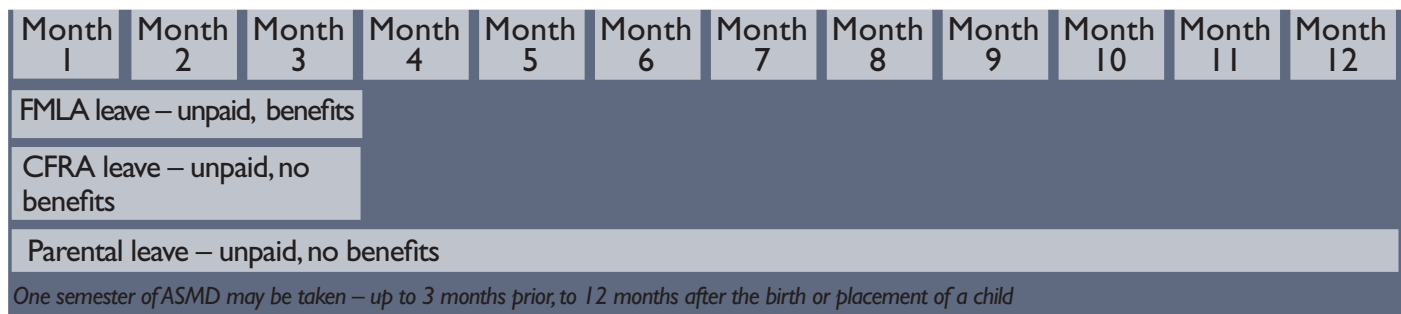 Month Month Month Month Month Month Month Month Month Month Month Month
1 2 3 4 5 6 7 8 9 10 11 12
FMLA leave – unpaid, benefits
CFRA leave – unpaid, no
benefits
Parental leave – unpaid, no benefits
One semester of ASMD may be taken – up to 3 months prior, to 12 months after the birth or placement of a child